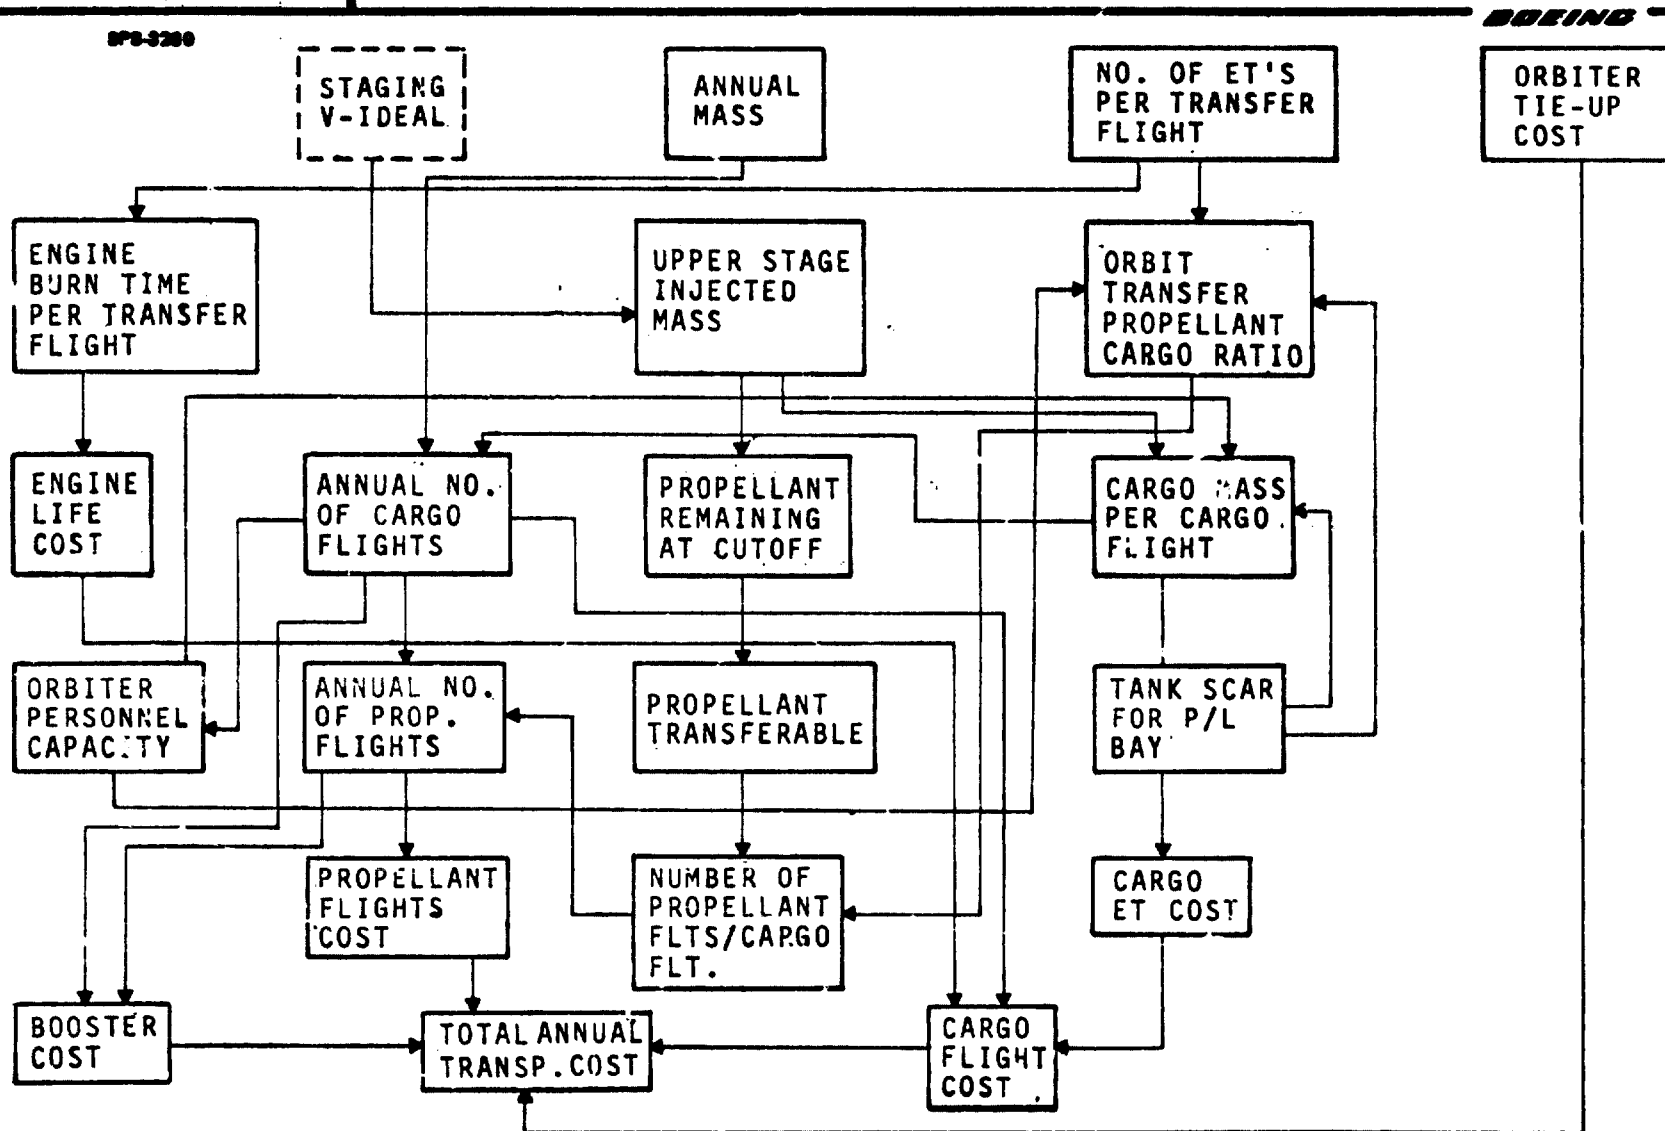 BOEING
SPS-3280
STAGING
V-IDEAL
ANNUAL
MASS
NO. OF ET'S
PER TRANSFER
FLIGHT
ORBITER
TIE-UP
COST
ENGINE
BURN TIME
PER TRANSFER
FLIGHT
UPPER STAGE
INJECTED
MASS
ORBIT
TRANSFER
PROPELLANT
CARGO RATIO
ENGINE
LIFE
COST
ANNUAL NO.
OF CARGO
FLIGHTS
PROPELLANT
REMAINING
AT CUTOFF
CARGO MASS
PER CARGO
FLIGHT
ORBITER
PERSONNEL
CAPACITY
ANNUAL NO.
OF PROP.
FLIGHTS
PROPELLANT
TRANSFERABLE
TANK SCAR
FOR P/L
BAY
PROPELLANT
FLIGHTS
COST
NUMBER OF
PROPELLANT
FLTS/CARGO
FLT.
CARGO
ET COST
BOOSTER
COST
TOTAL ANNUAL
TRANSP. COST
CARGO
FLIGHT
COST